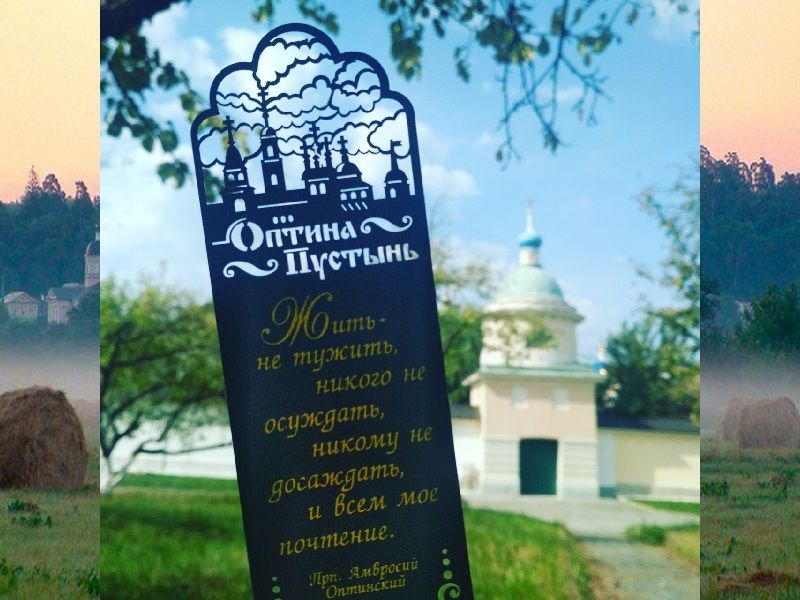 Оптина
Пустынь
Жить-
не тужить,
никого не
осуждать,
никому не
досаждать,
и всем мое
почтение.
Прп. Амвросий
Оптинский